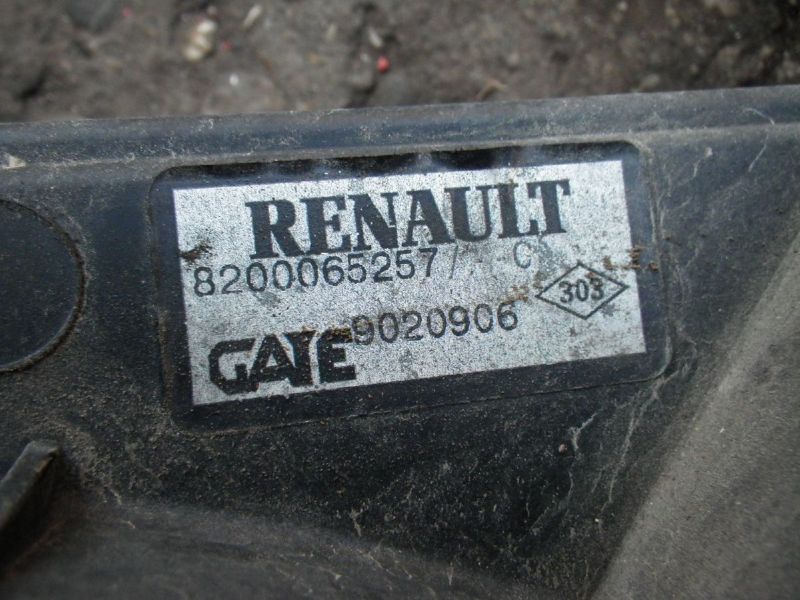 RENAULT
8200065257/ C
303
9020906
GATE